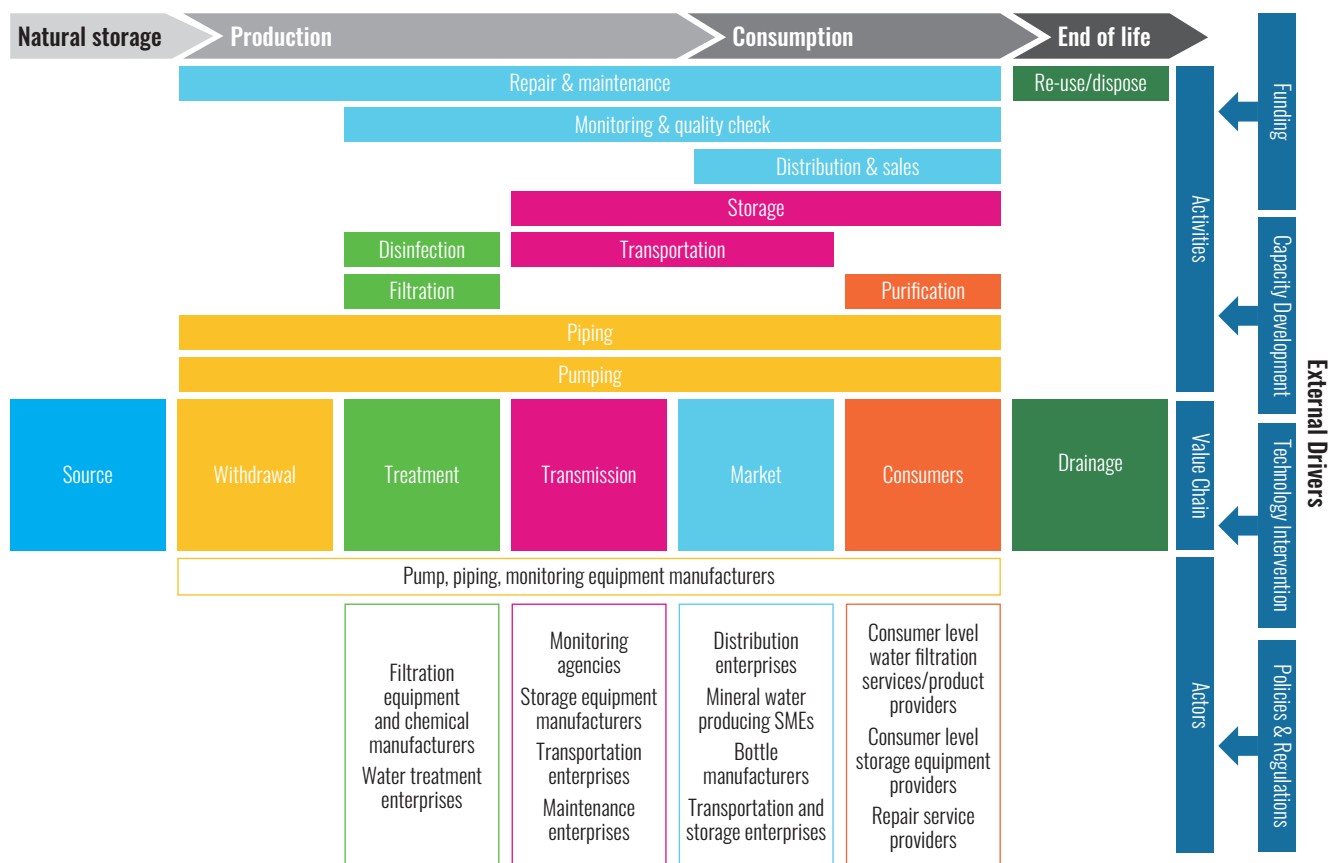 Natural storage
Production
Consumption
End of life
Repair & maintenance
Re-use/dispose
Monitoring & quality check
Distribution & sales
Storage
Disinfection
Transportation
Filtration
Purification
Piping
Pumping
Source
Withdrawal
Treatment
Transmission
Market
Consumers
Drainage
Pump, piping, monitoring equipment manufacturers
Filtration
equipment
and chemical
manufacturers
Water treatment
enterprises
Monitoring
agencies
Storage equipment
manufacturers
Transportation
enterprises
Maintenance
enterprises
Distribution
enterprises
Mineral water
producing SMEs
Bottle
manufacturers
Transportation and
storage enterprises
Consumer level
water filtration
services/product
providers
Consumer level
storage equipment
providers
Repair service
providers
Activities
Value Chain
Actors
Funding
Capacity Development
Technology Intervention
Policies & Regulations
External Drivers